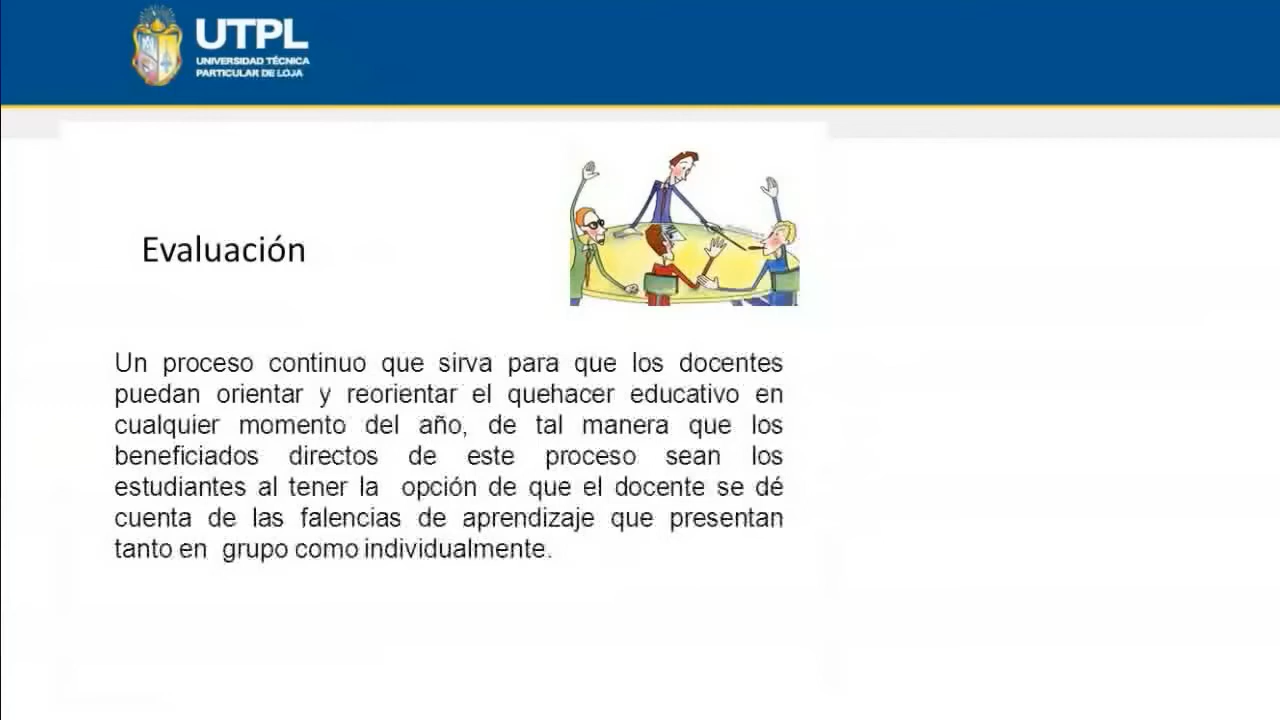 UTPL
UNIVERSIDAD TÉCNICA
PARTICULAR DE LOJA
Evaluación
Un proceso continuo que sirva para que los docentes
puedan orientar y reorientar el quehacer educativo en
cualquier momento del año, de tal manera que los
beneficiados directos de este proceso sean los
estudiantes al tener la opción de que el docente se dé
cuenta de las falencias de aprendizaje que presentan
tanto en grupo como individualmente.